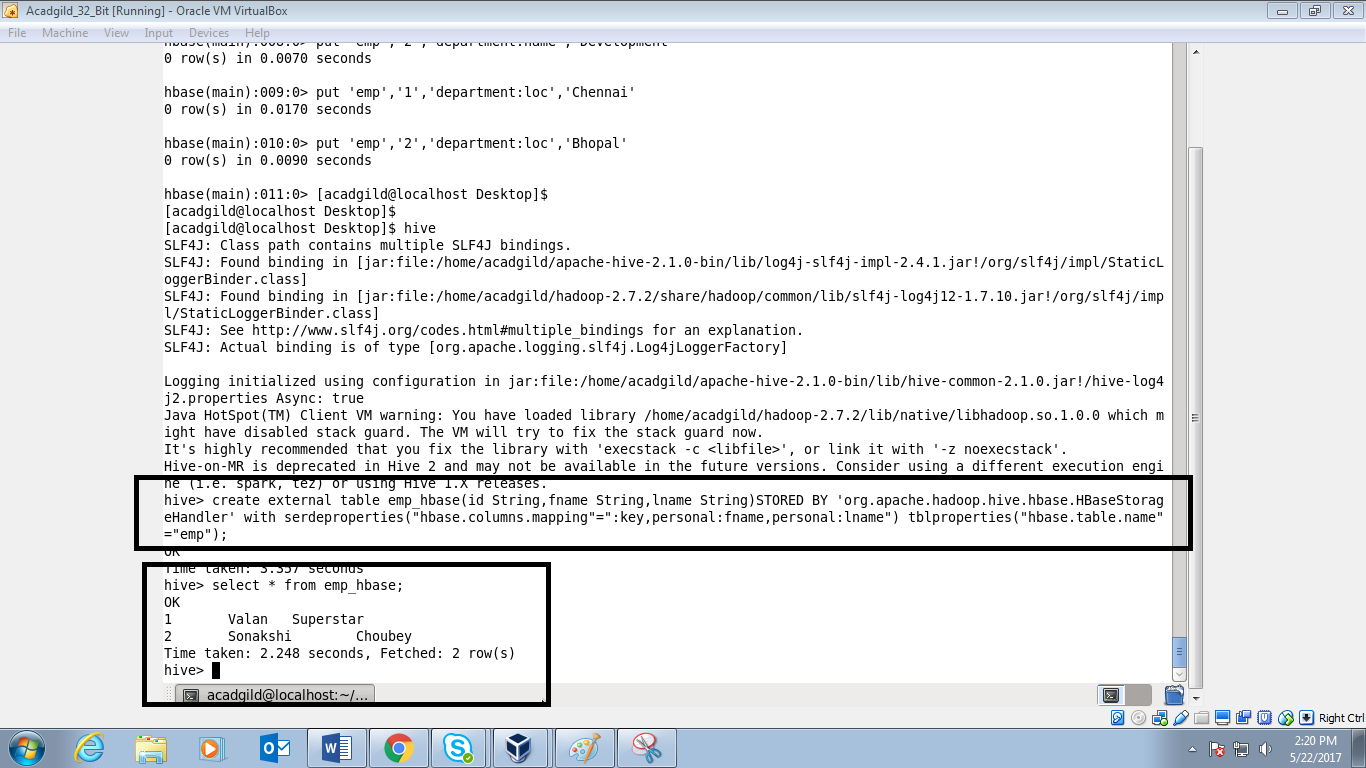 Acadgild_32_Bit [Running] - Oracle VM VirtualBox
File Machine View Input Devices Help
hbase(main):008:0> put 'emp','2','department:name','Development'
0 row(s) in 0.0070 seconds
hbase(main):009:0> put 'emp','1','department:loc','Chennai'
0 row(s) in 0.0170 seconds
hbase(main):010:0> put 'emp','2','department:loc','Bhopal'
0 row(s) in 0.0090 seconds
hbase(main):011:0> [acadgild@localhost Desktop]$
[acadgild@localhost Desktop]$
[acadgild@localhost Desktop]$ hive
SLF4J: Class path contains multiple SLF4J bindings.
SLF4J: Found binding in [jar:file:/home/acadgild/apache-hive-2.1.0-bin/lib/log4j-slf4j-impl-2.4.1.jar!/org/slf4j/impl/StaticL
oggerBinder.class]
SLF4J: Found binding in [jar:file:/home/acadgild/hadoop-2.7.2/share/hadoop/common/lib/slf4j-log4j12-1.7.10.jar!/org/slf4j/imp
l/StaticLoggerBinder.class]
SLF4J: See http://www.slf4j.org/codes.html#multiple_bindings for an explanation.
SLF4J: Actual binding is of type [org.apache.logging.slf4j.Log4jLoggerFactory]
Logging initialized using configuration in jar:file:/home/acadgild/apache-hive-2.1.0-bin/lib/hive-common-2.1.0.jar!/hive-log4
j2.properties Async: true
Java HotSpot(TM) Client VM warning: You have loaded library /home/acadgild/hadoop-2.7.2/lib/native/libhadoop.so.1.0.0 which m
ight have disabled stack guard. The VM will try to fix the stack guard now.
It's highly recommended that you fix the library with 'execstack -c <libfile>', or link it with '-z noexecstack'.
Hive-on-MR is deprecated in Hive 2 and may not be available in the future versions. Consider using a different execution engi
ne (i.e. spark, tez) or using Hive 1.X releases.
hive> create external table emp_hbase(id String,fname String,lname String)STORED BY 'org.apache.hadoop.hive.hbase.HBaseStorag
eHandler' with serdeproperties("hbase.columns.mapping"=":key,personal:fname,personal:lname") tblproperties("hbase.table.name"
="emp");
OK
Time taken: 3.357 seconds
hive> select * from emp_hbase;
OK
1 Valan Superstar
2 Sonakshi Choubey
Time taken: 2.248 seconds, Fetched: 2 row(s)
hive>
acadgild@localhost:~/...
Right Ctrl
2:20 PM
5/22/2017